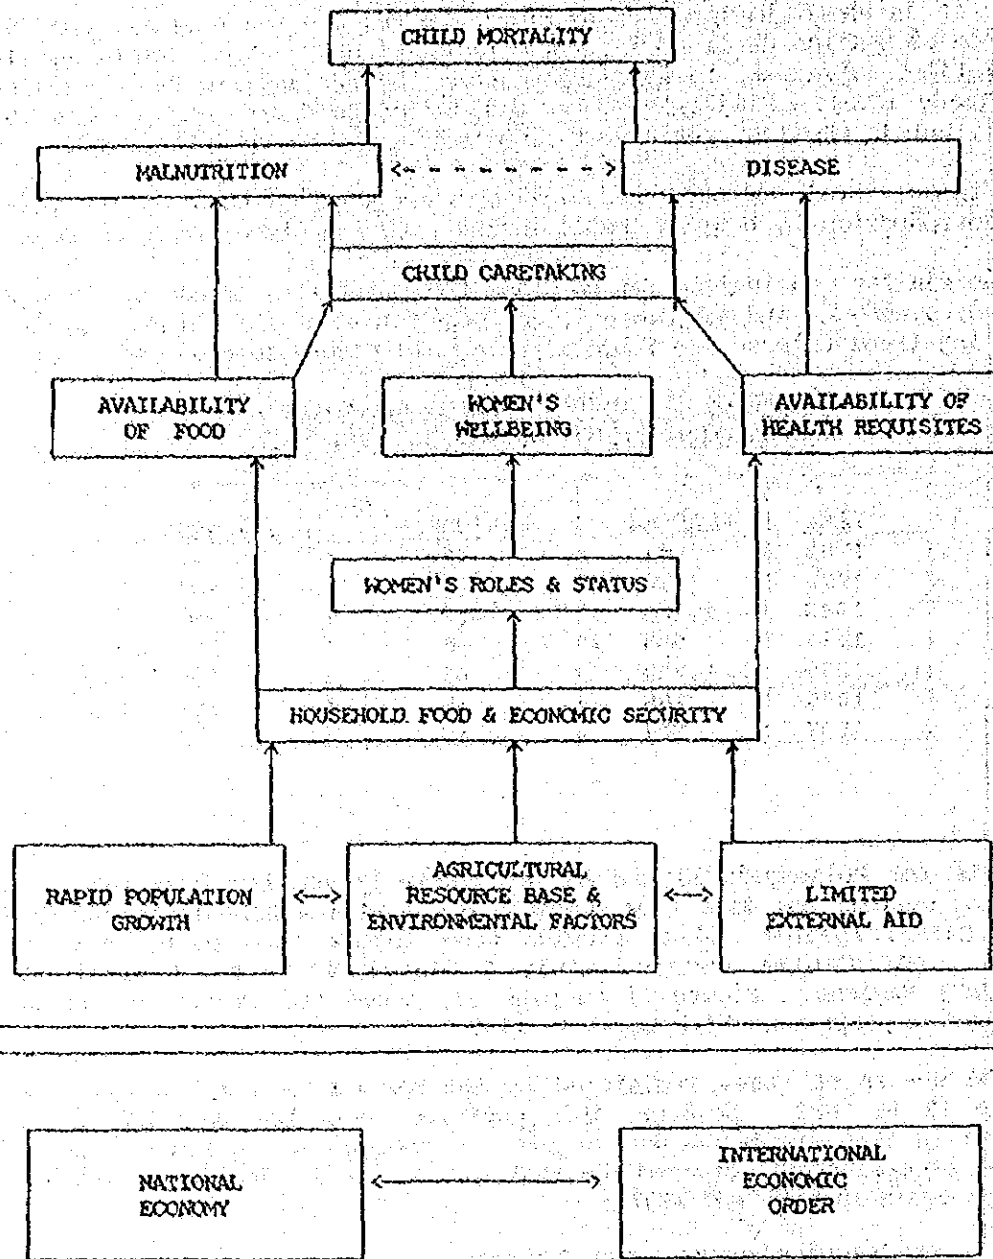 CHILD MORTALITY
MALNUTRITION
DISEASE
CHILD CARETAKING
AVAILABILITY
OF FOOD
WOMEN'S
WELLBEING
AVAILABILITY OF
HEALTH REQUISITES
WOMEN'S ROLES & STATUS
HOUSEHOLD FOOD & ECONOMIC SECURITY
RAPID POPULATION
GROWTH
AGRICULTURAL
RESOURCE BASE &
ENVIRONMENTAL FACTORS
LIMITED
EXTERNAL AID
NATIONAL
ECONOMY
INTERNATIONAL
ECONOMIC
ORDER